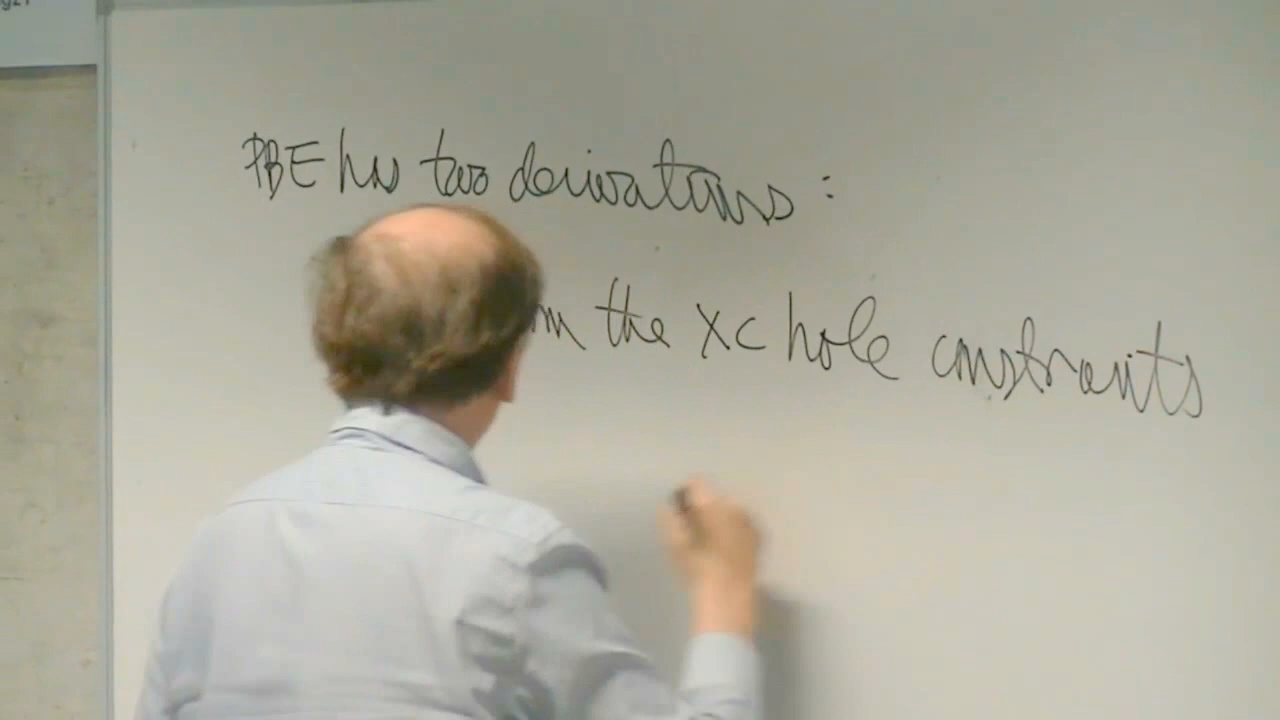 PBE has two derivations:
the xc hole constraints